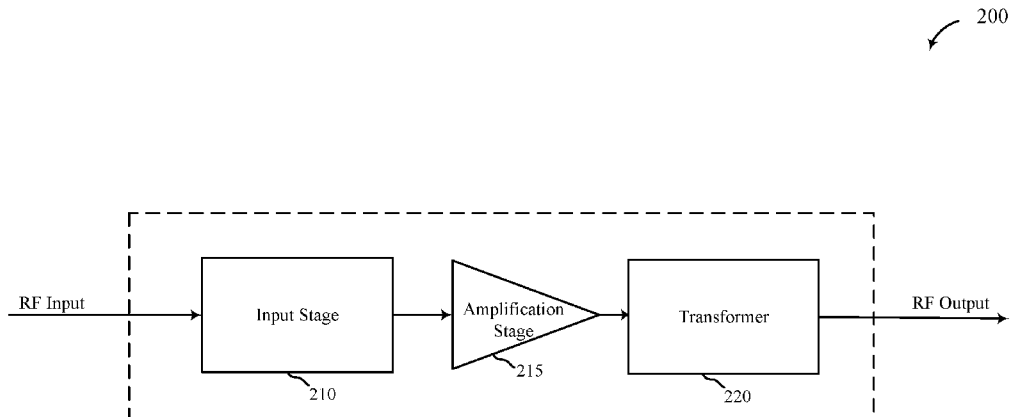 200
RF Input
Input Stage
Amplification
Stage
Transformer
RF Output
210
215
220